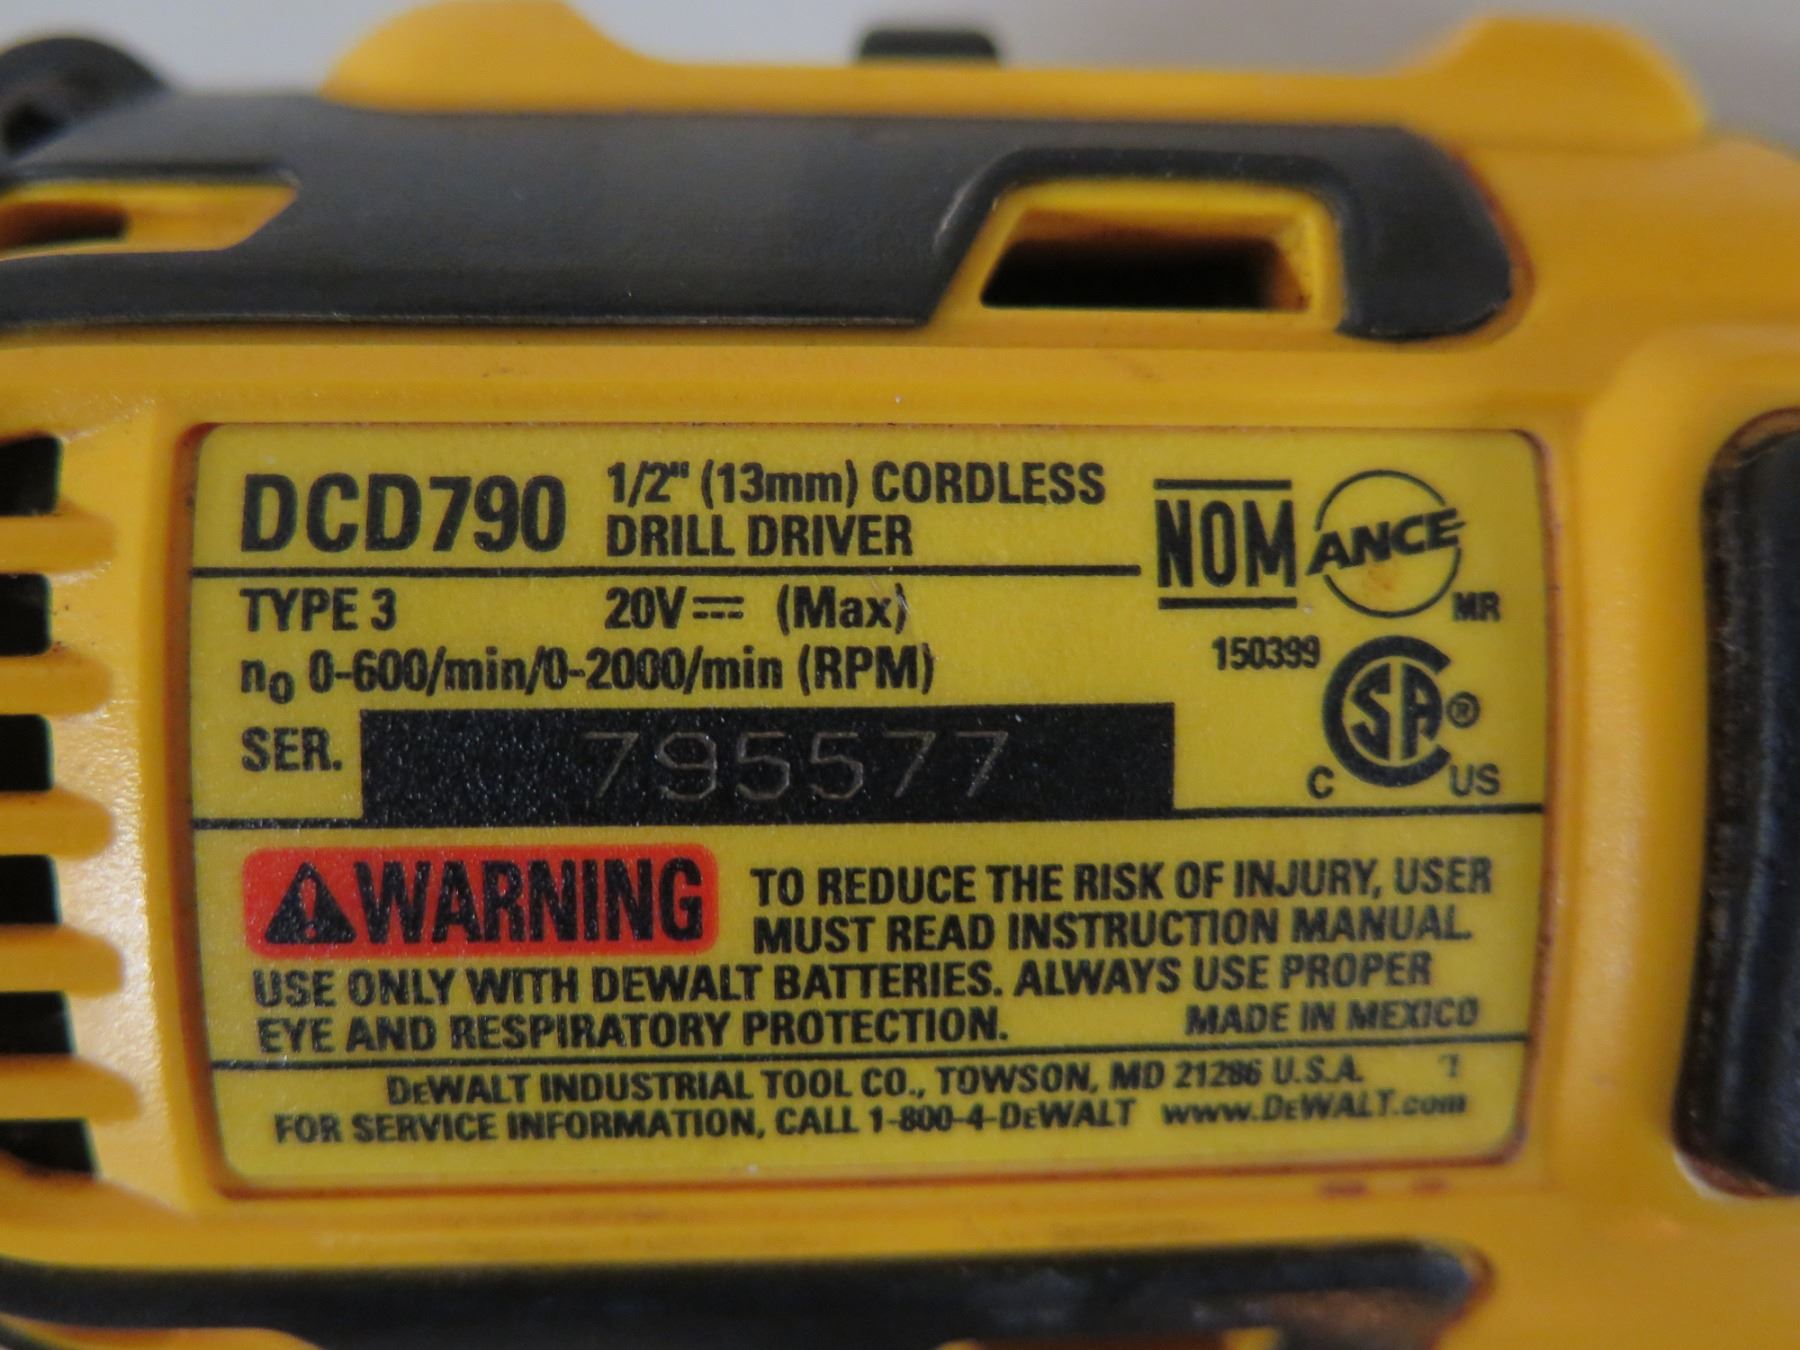 DCD790 1/2" (13mm) CORDLESS
DRILL DRIVER
NOM ANCE
MR
TYPE 3 20V⎓ (Max)
n₀ 0-600/min/0-2000/min (RPM)
150399
SER. 795577
SA®
C US
WARNING TO REDUCE THE RISK OF INJURY, USER
MUST READ INSTRUCTION MANUAL.
USE ONLY WITH DEWALT BATTERIES. ALWAYS USE PROPER
EYE AND RESPIRATORY PROTECTION. MADE IN MEXICO
DEWALT INDUSTRIAL TOOL CO., TOWSON, MD 21286 U.S.A.
FOR SERVICE INFORMATION, CALL 1-800-4-DEWALT www.DEWALT.com